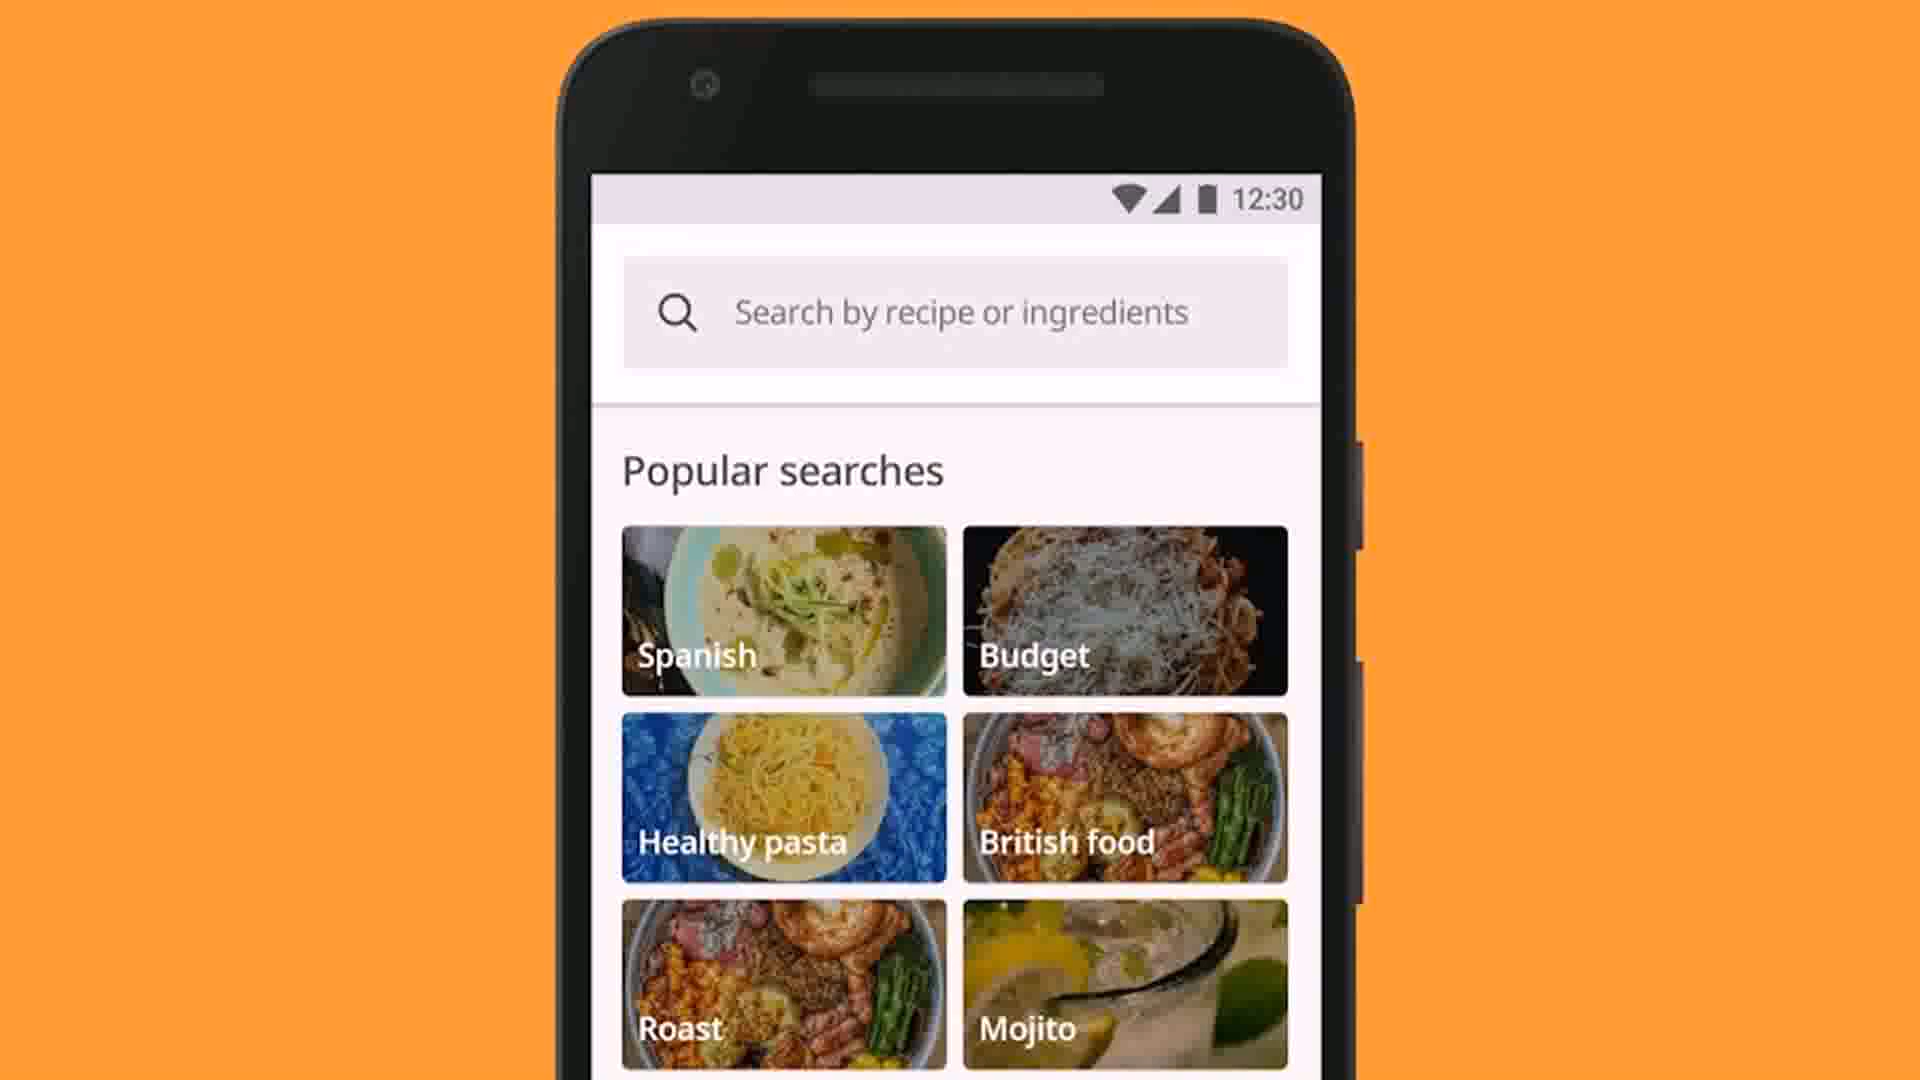 12:30
Search by recipe or ingredients
Popular searches
Spanish
Budget
Healthy pasta
British food
Roast
Mojito